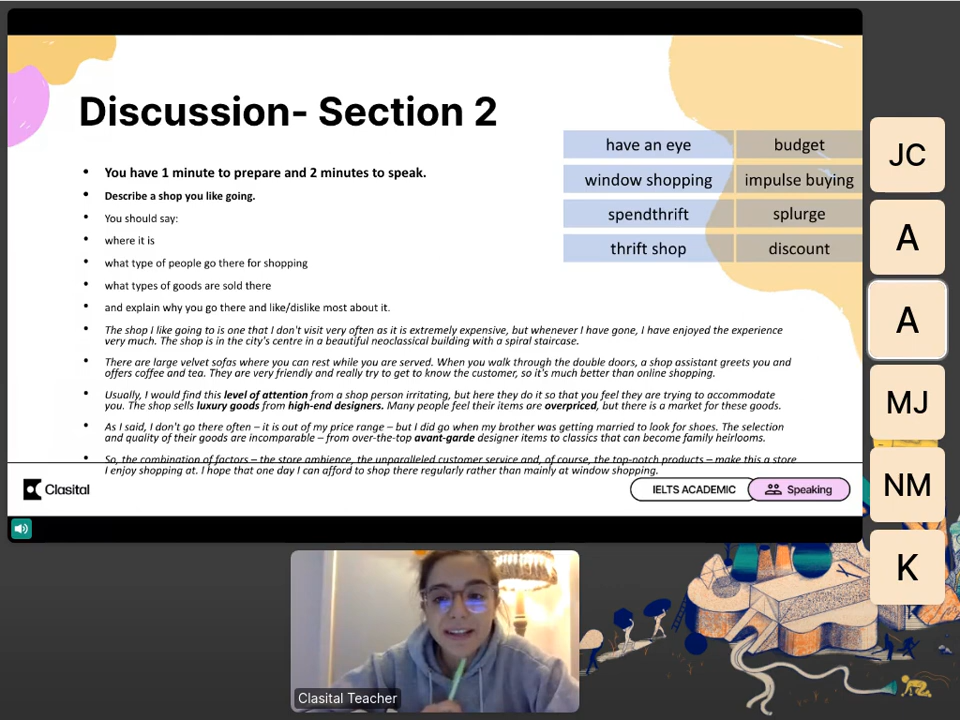 Discussion- Section 2
have an eye
budget
window shopping
impulse buying
spendthrift
splurge
thrift shop
discount
• You have 1 minute to prepare and 2 minutes to speak.
• Describe a shop you like going.
• You should say:
• where it is
• what type of people go there for shopping
• what types of goods are sold there
• and explain why you go there and like/dislike most about it.
• The shop I like going to is one that I don't visit very often as it is extremely expensive, but whenever I have gone, I have enjoyed the experience
very much. The shop is in the city's centre in a beautiful neoclassical building with a spiral staircase.
• There are large velvet sofas where you can rest while you are served. When you walk through the double doors, a shop assistant greets you and
offers coffee and tea. They are very friendly and really try to get to know the customer, so it's much better than online shopping.
• Usually, I would find this level of attention from a shop person irritating, but here they do it so that you feel they are trying to accommodate
you. The shop sells luxury goods from high-end designers. Many people feel their items are overpriced, but there is a market for these goods.
• As I said, I don't go there often – it is out of my price range – but I did go when my brother was getting married to look for shoes. The selection
and quality of their goods are incomparable – from over-the-top avant-garde designer items to classics that can become family heirlooms.
• So, the combination of factors – the store ambience, the unparalleled customer service and, of course, the top-notch products – make this a store
I enjoy shopping at. I hope that one day I can afford to shop there regularly rather than mainly at window shopping.
Clasital
IELTS ACADEMIC
Speaking
JC
A
A
MJ
NM
K
Clasital Teacher